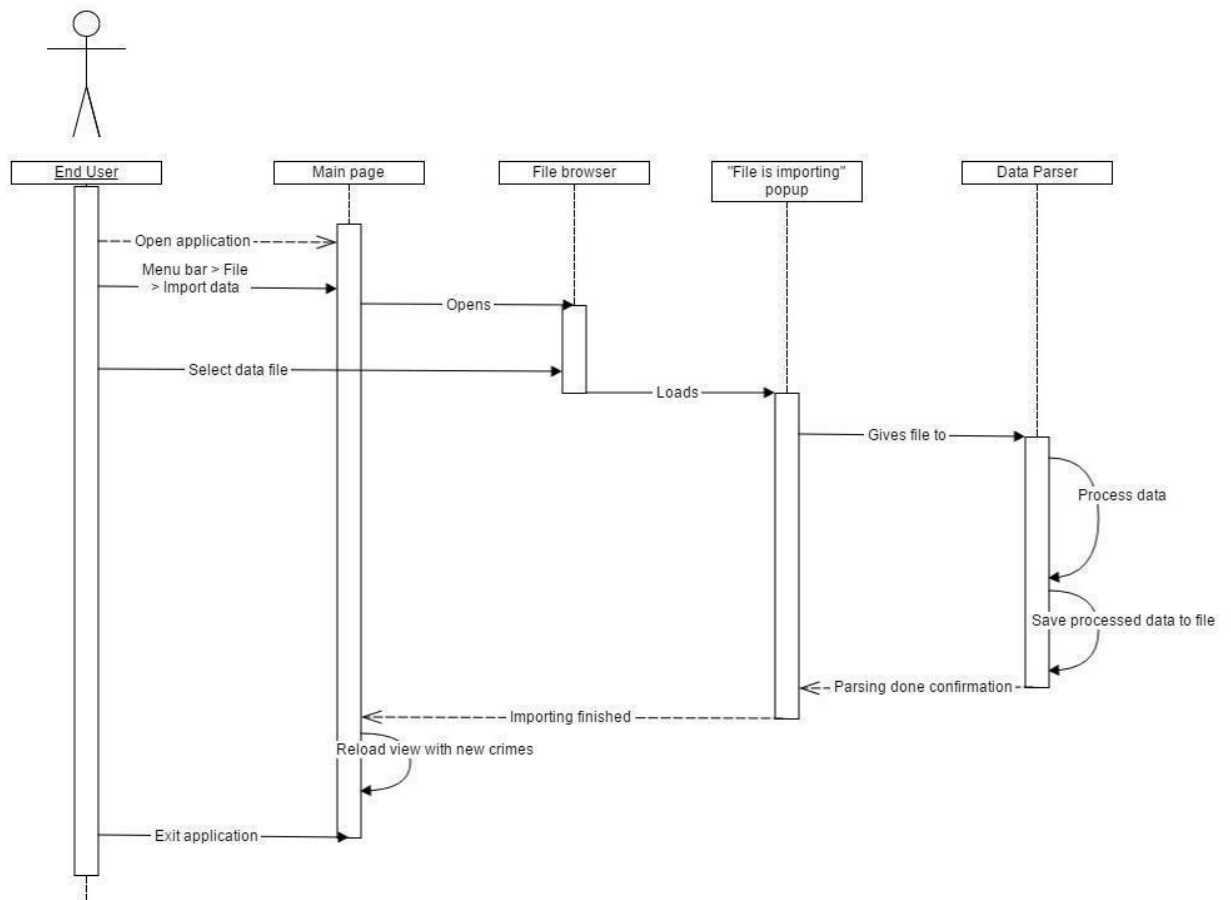 End User
Main page
File browser
"File is importing"
popup
Data Parser
Open application
Menu bar > File
> Import data
Opens
Select data file
Loads
Gives file to
Process data
Save processed data to file
Parsing done confirmation
Importing finished
Reload view with new crimes
Exit application